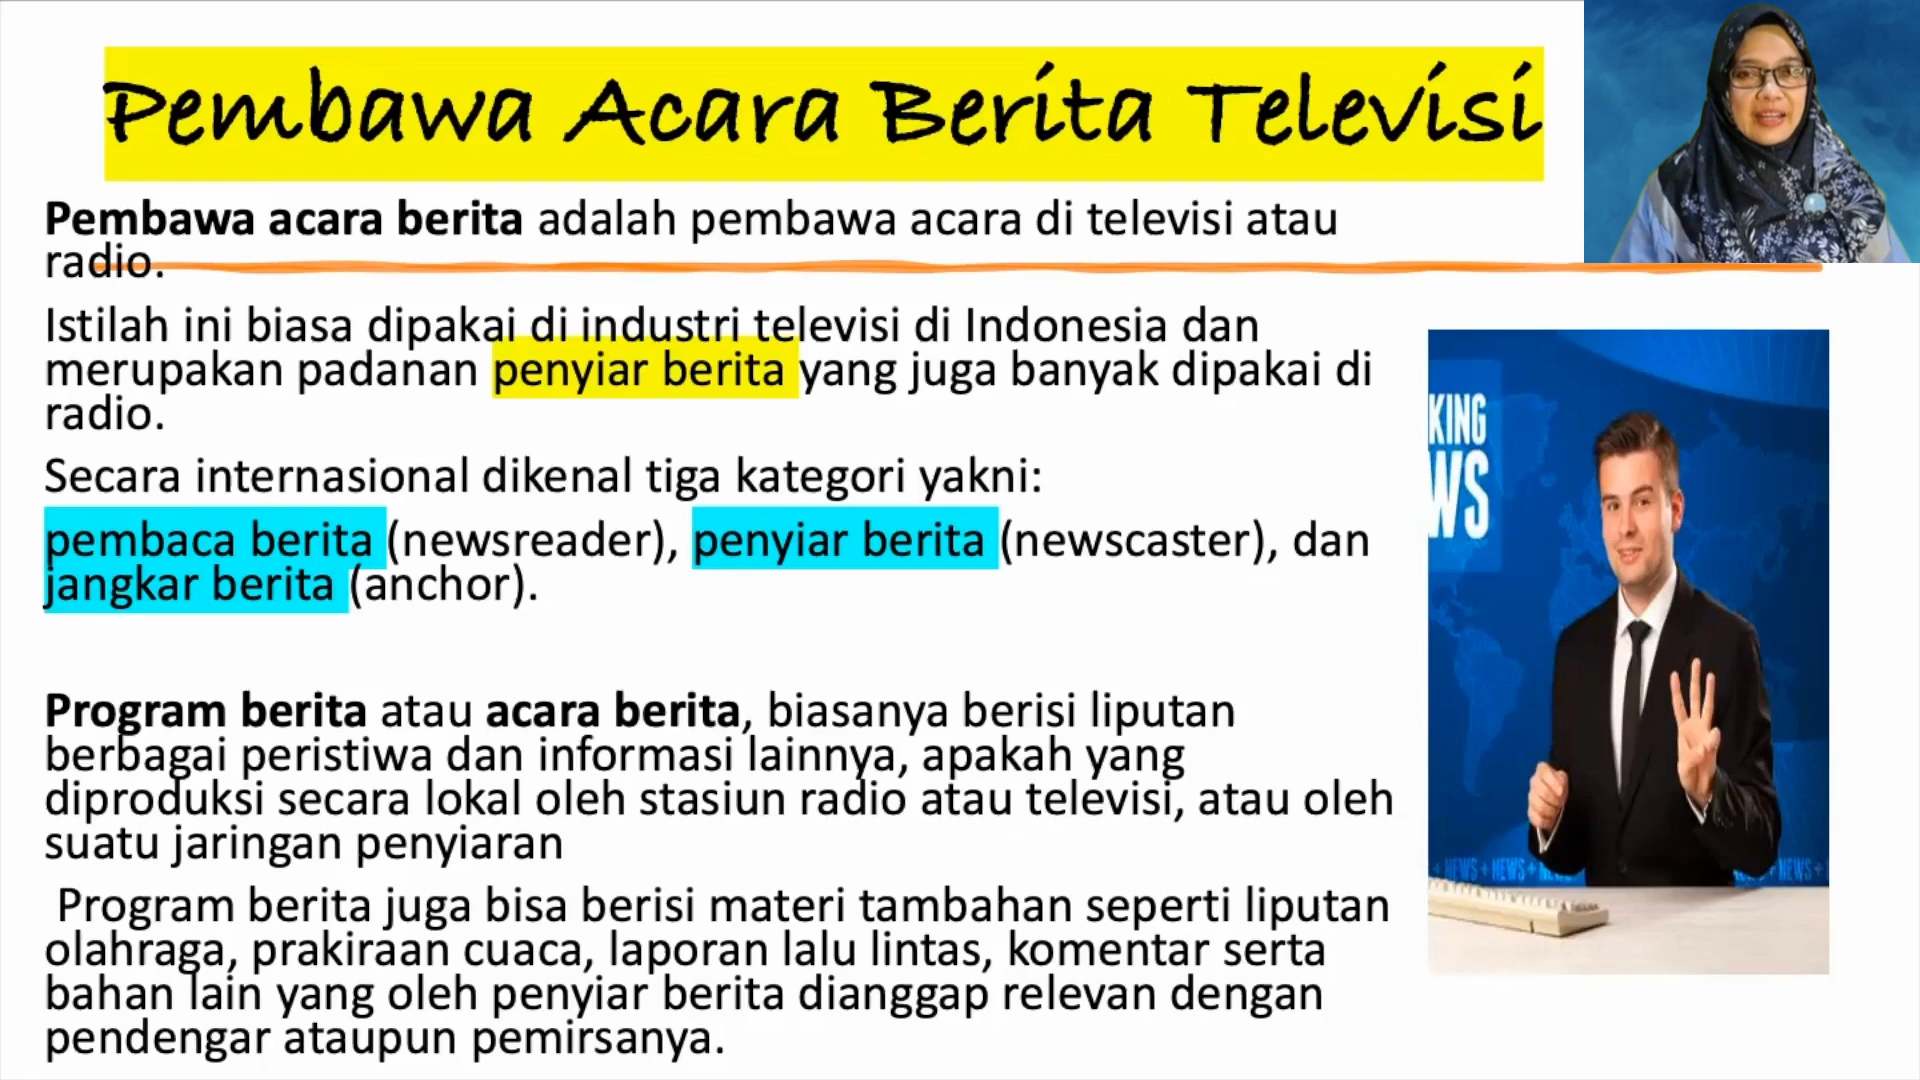 Pembawa Acara Berita Televisi
Pembawa acara berita adalah pembawa acara di televisi atau
radio.
Istilah ini biasa dipakai di industri televisi di Indonesia dan
merupakan padanan penyiar berita yang juga banyak dipakai di
radio.
Secara internasional dikenal tiga kategori yakni:
pembaca berita (newsreader), penyiar berita (newscaster), dan
jangkar berita (anchor).
Program berita atau acara berita, biasanya berisi liputan
berbagai peristiwa dan informasi lainnya, apakah yang
diproduksi secara lokal oleh stasiun radio atau televisi, atau oleh
suatu jaringan penyiaran
Program berita juga bisa berisi materi tambahan seperti liputan
olahraga, prakiraan cuaca, laporan lalu lintas, komentar serta
bahan lain yang oleh penyiar berita dianggap relevan dengan
pendengar ataupun pemirsanya.
KING
WS
NEWS + NEWS + N
NEWS +